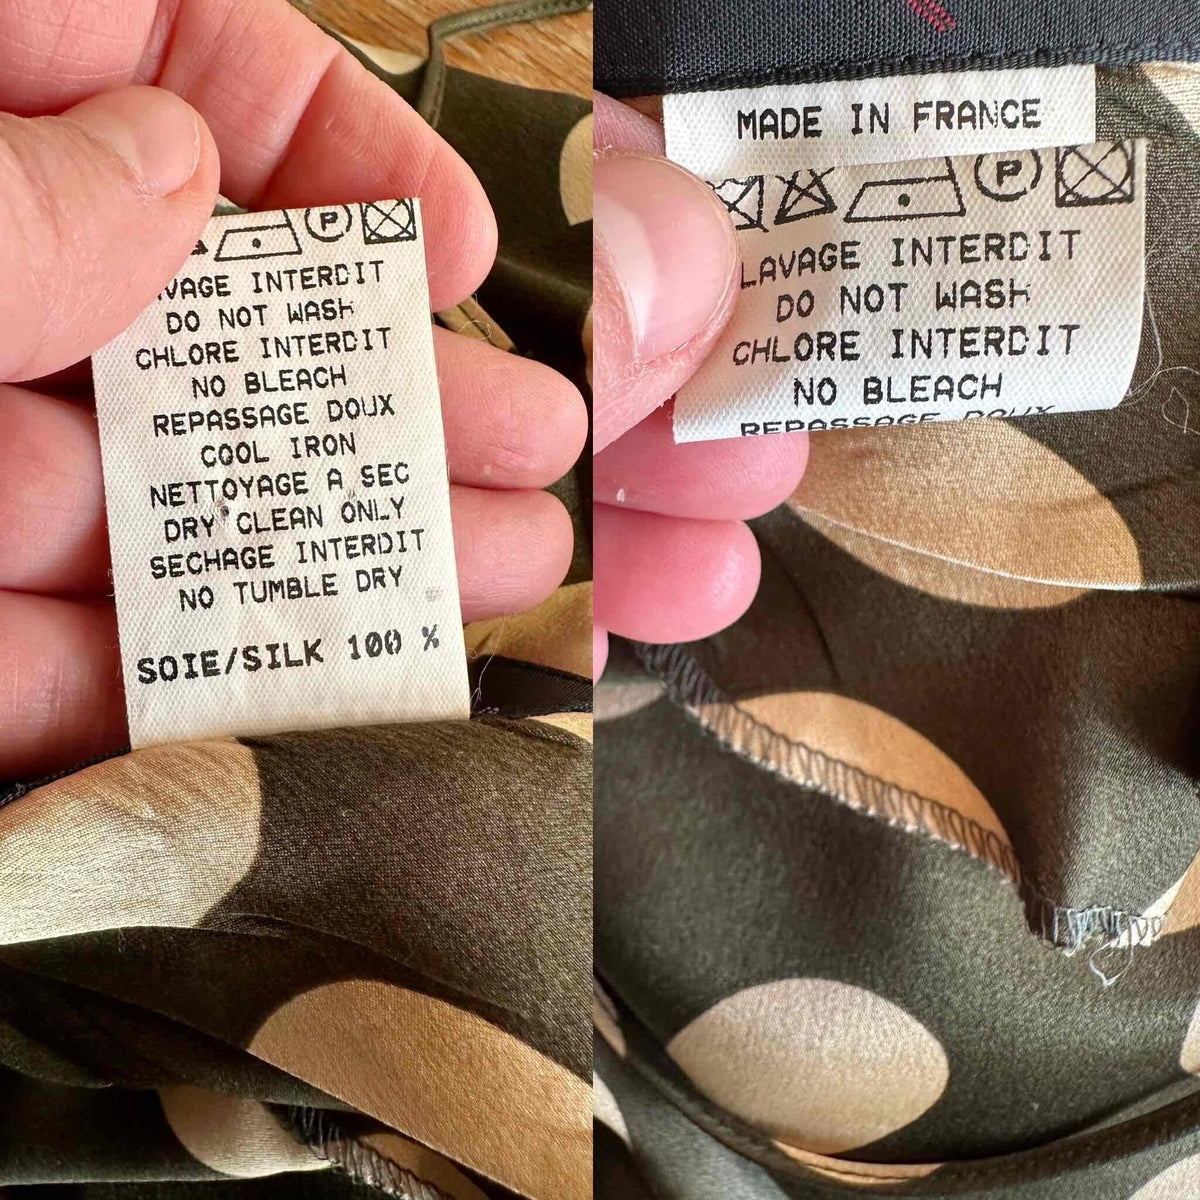 P
VAGE INTERDIT
DO NOT WASH
CHLORE INTERDIT
NO BLEACH
REPASSAGE DOUX
COOL IRON
NETTOYAGE A SEC
DRY CLEAN ONLY
SECHAGE INTERDIT
NO TUMBLE DRY
SOIE/SILK 100 %
MADE IN FRANCE
P
LAVAGE INTERDIT
DO NOT WASH
CHLORE INTERDIT
NO BLEACH
REPASSAGE DOUX